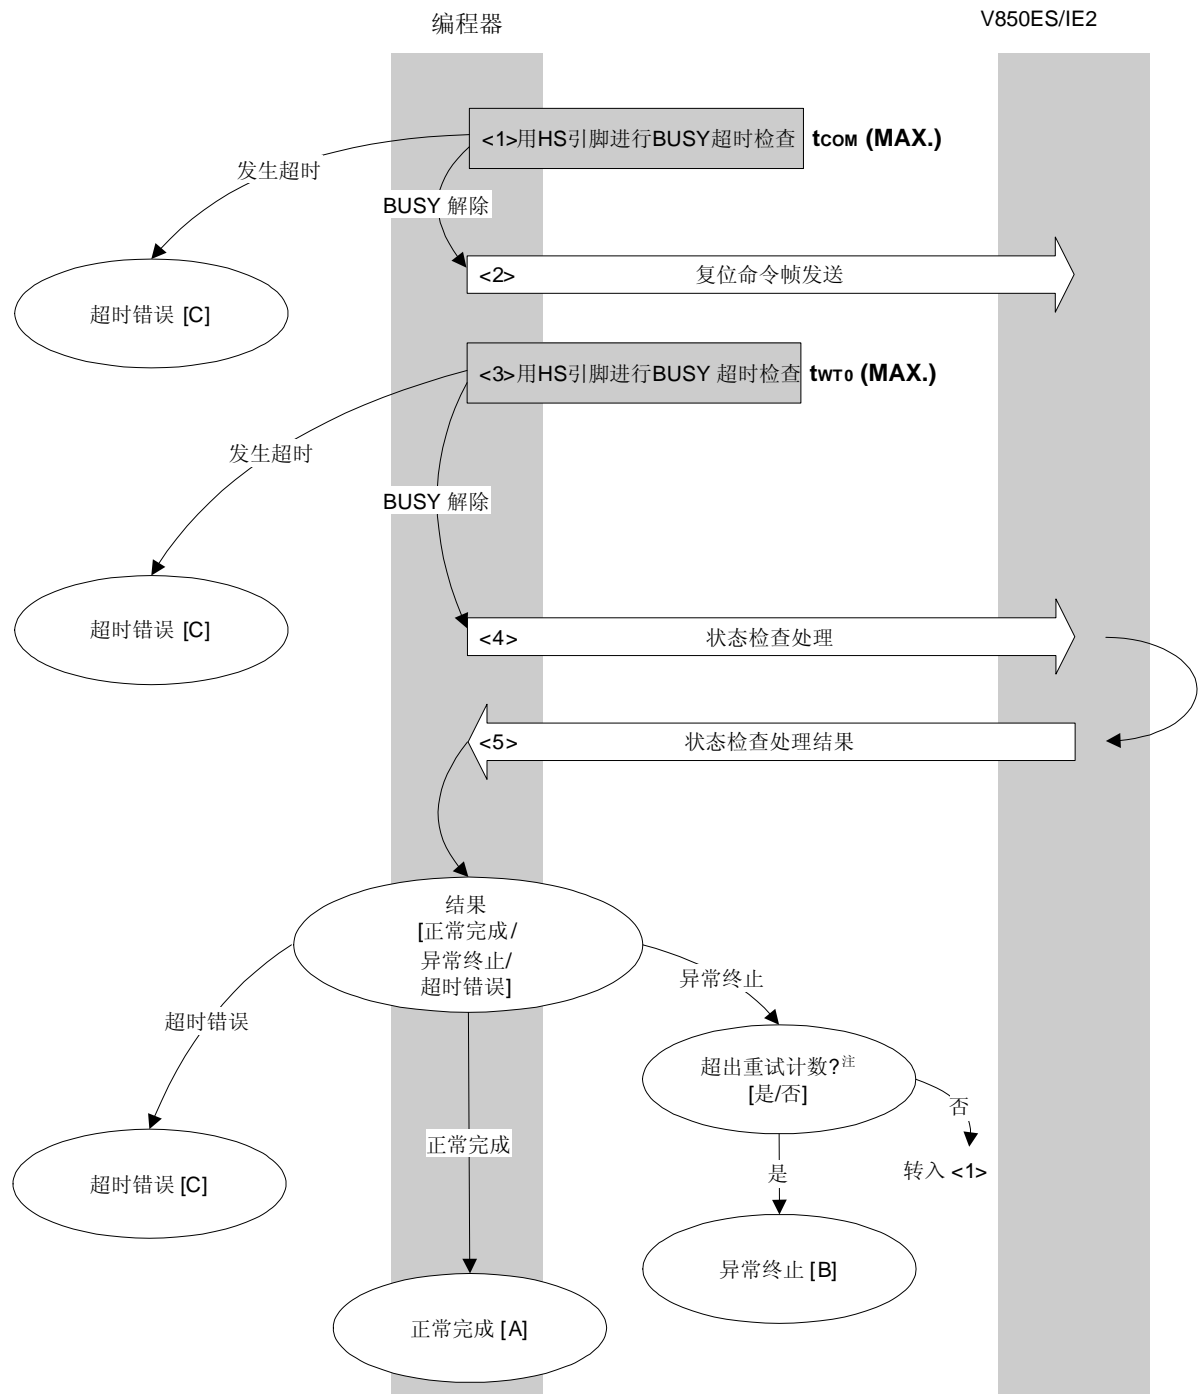 编程器
V850ES/IE2
<1>用HS引脚进行BUSY超时检查
tCOM (MAX.)
发生超时
BUSY 解除
<2>
复位命令帧发送
超时错误 [C]
<3>用HS引脚进行BUSY 超时检查
tWT0 (MAX.)
发生超时
BUSY 解除
超时错误 [C]
<4>
状态检查处理
<5>
状态检查处理结果
结果
[正常完成/
异常终止/
超时错误]
异常终止
超时错误
超出重试计数?注
[是/否]
否
正常完成
转入 <1>
是
超时错误 [C]
异常终止 [B]
正常完成 [A]